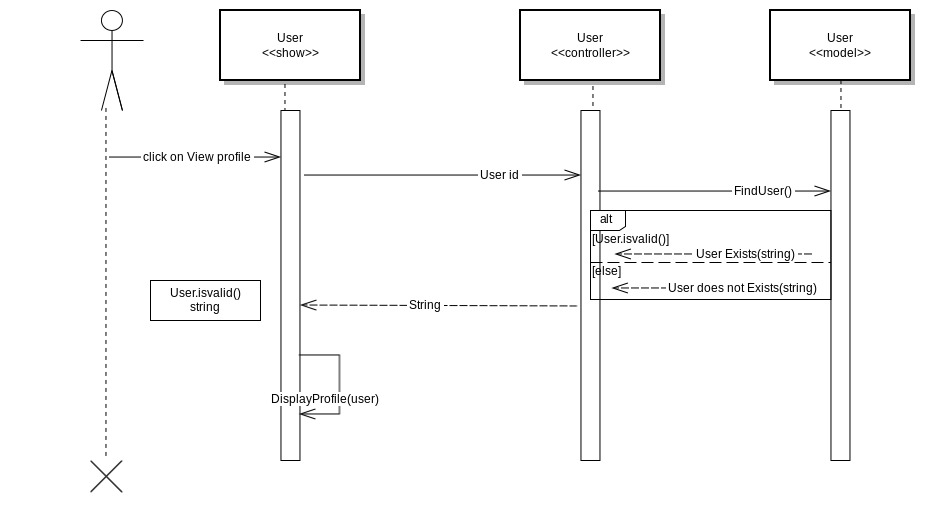 User
<<show>>
User
<<controller>>
User
<<model>>
click on View profile
User id
FindUser()
alt
[User.isvalid()]
User Exists(string)
[else]
User does not Exists(string)
User.isvalid()
string
String
DisplayProfile(user)